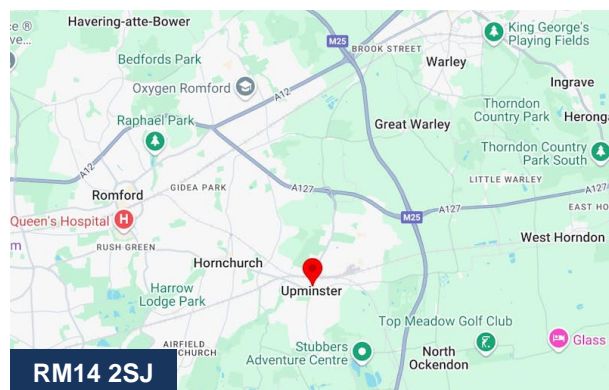 Havering-atte-Bower
ce ®
ve...
Bedfords Park
M25
BROOK STREET
Warley
King George's
Playing Fields
Ingrave
Oxygen Romford
A12
A12
Raphael Park
Great Warley
Thorndon
Country Park
Herong
Thorndon Country
Park South
LITTLE WARLEY
Romford
GIDEA PARK
A127
A127
A127
EAST HO
Queen's Hospital
H
M25
m
RUSH GREEN
West Horndon
Hornchurch
Harrow
Lodge Park
Upminster
Top Meadow Golf Club
AIRFIELD
CHURCH
Stubbers
Adventure Centre
North
Ockendon
Glass
RM14 2SJ